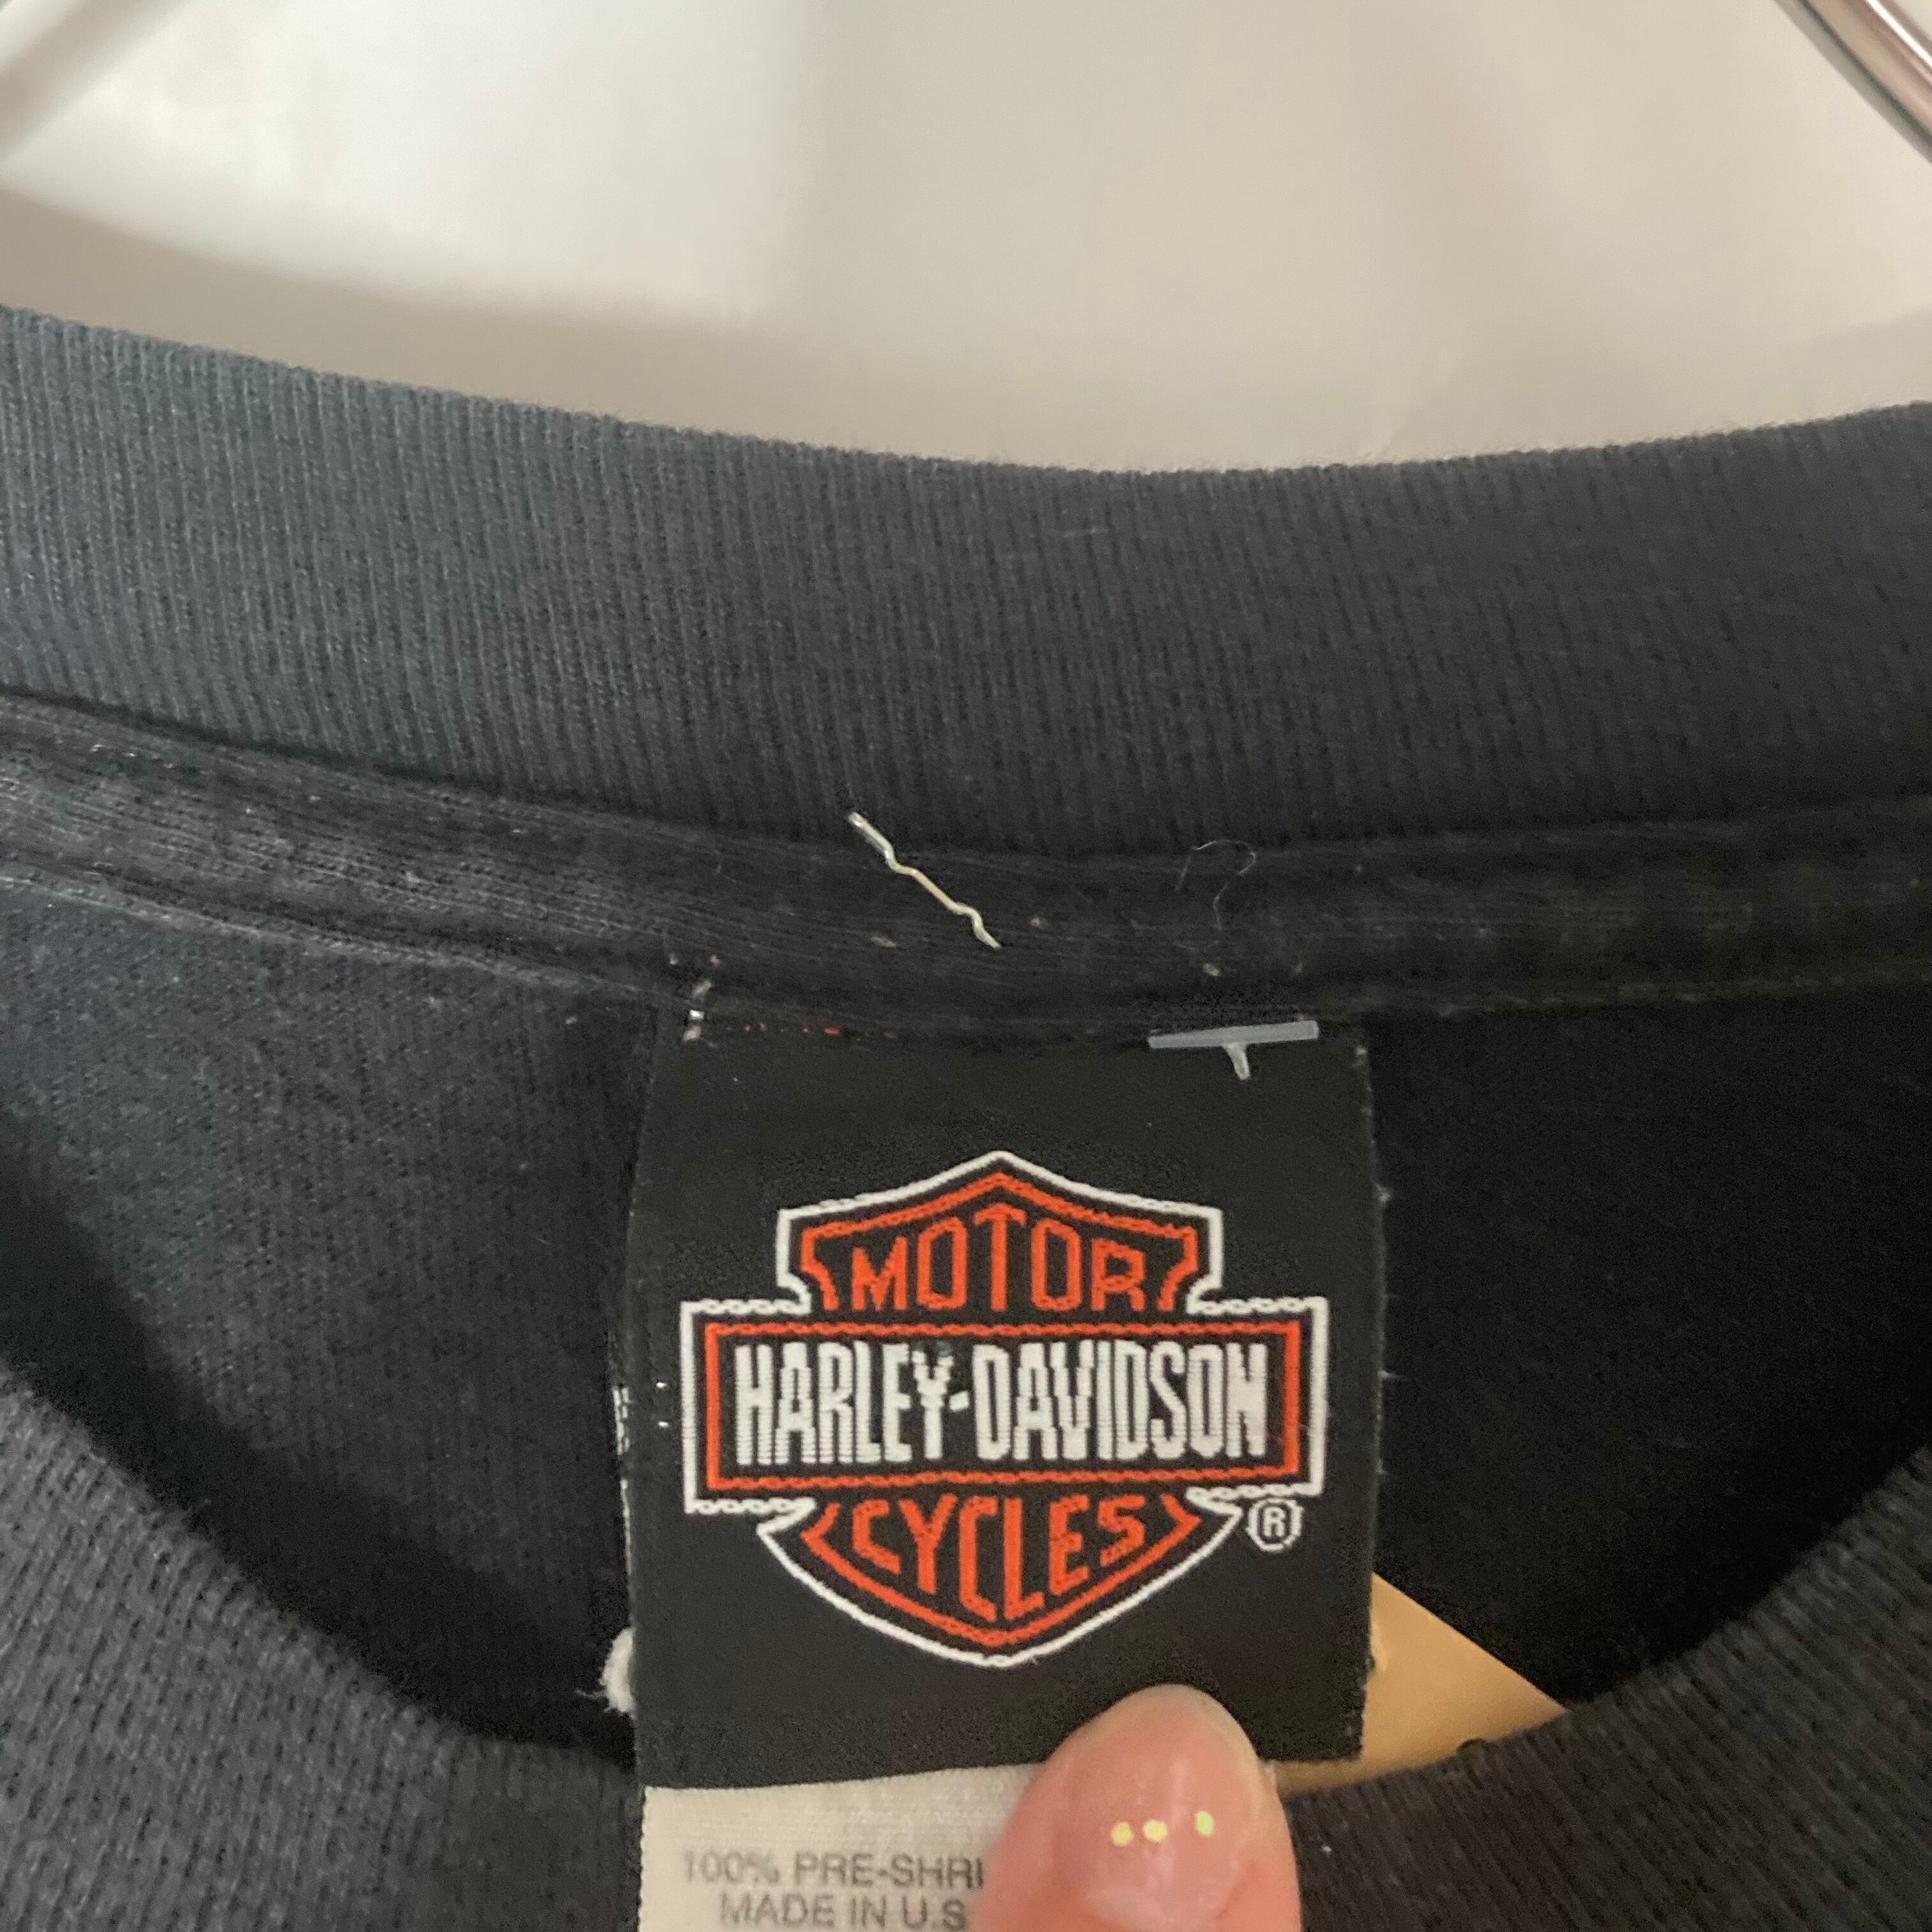 MOTOR
HARLEY-DAVIDSON
CYCLES
®
100% PRE-SHRI
MADE IN U.S